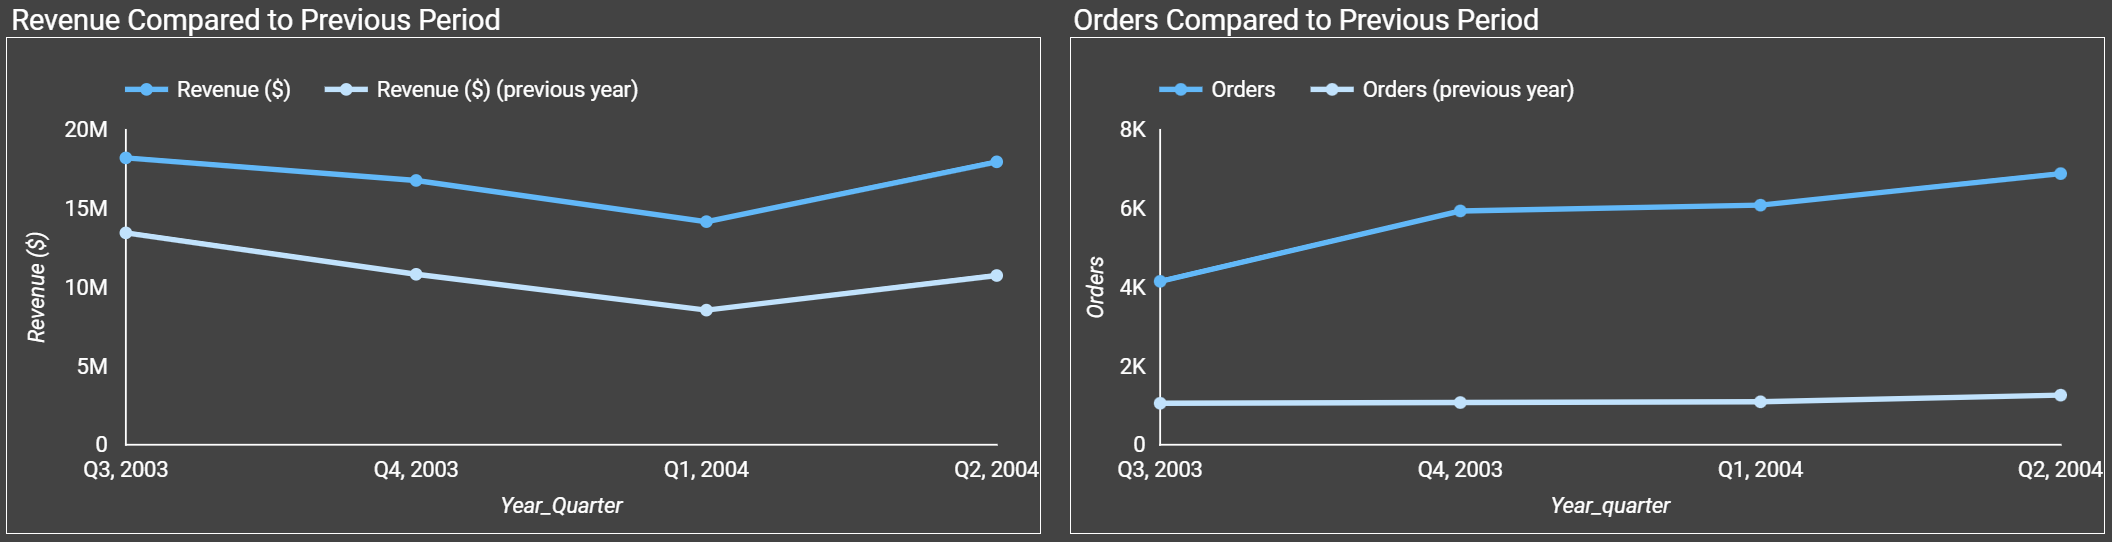 Revenue Compared to Previous Period
Revenue ($)
Revenue ($) (previous year)
20M
15M
10M
5M
0
Revenue ($)
Q3, 2003
Q4, 2003
Q1, 2004
Q2, 2004
Year_Quarter
Orders Compared to Previous Period
Orders
Orders (previous year)
8K
6K
4K
2K
0
Orders
Q3, 2003
Q4, 2003
Q1, 2004
Q2, 2004
Year_quarter